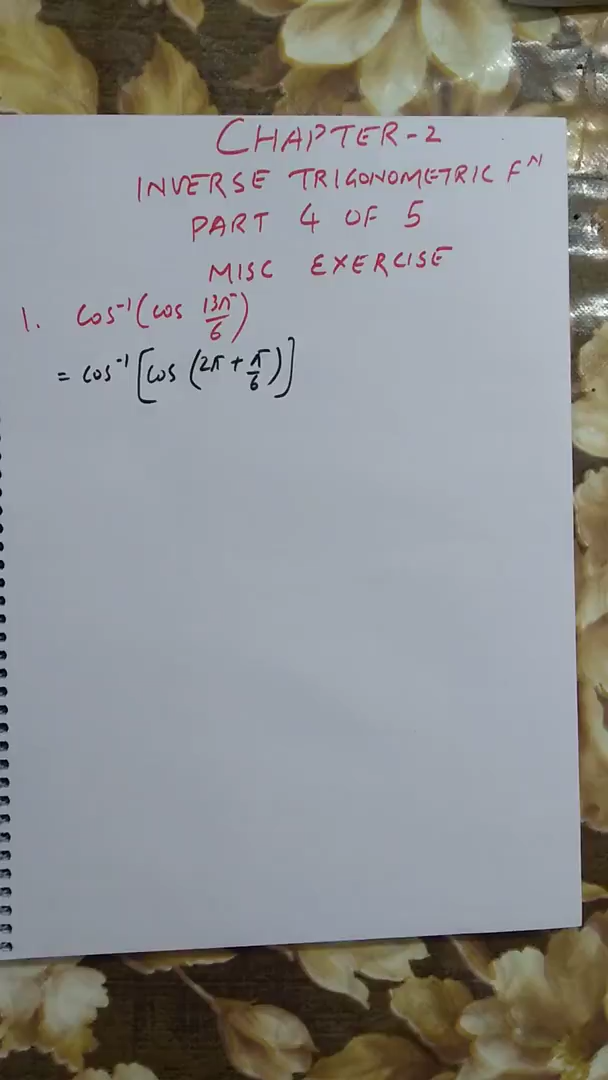 CHAPTER-2
INVERSE TRIGONOMETRIC Fᴺ
PART 4 OF 5
MISC EXERCISE
1. cos⁻¹(cos 13π/6)
= cos⁻¹[cos (2π + π/6)]